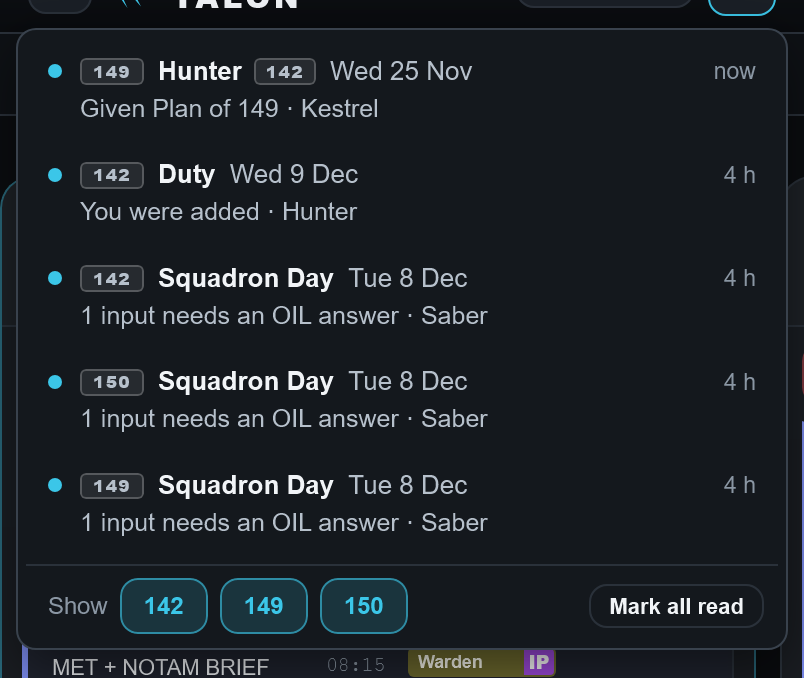 TALON
149 Hunter 142 Wed 25 Nov now
Given Plan of 149 · Kestrel
142 Duty Wed 9 Dec 4 h
You were added · Hunter
142 Squadron Day Tue 8 Dec 4 h
1 input needs an OIL answer · Saber
150 Squadron Day Tue 8 Dec 4 h
1 input needs an OIL answer · Saber
149 Squadron Day Tue 8 Dec 4 h
1 input needs an OIL answer · Saber
Show 142 149 150 Mark all read
MET + NOTAM BRIEF 08:15 Warden IP